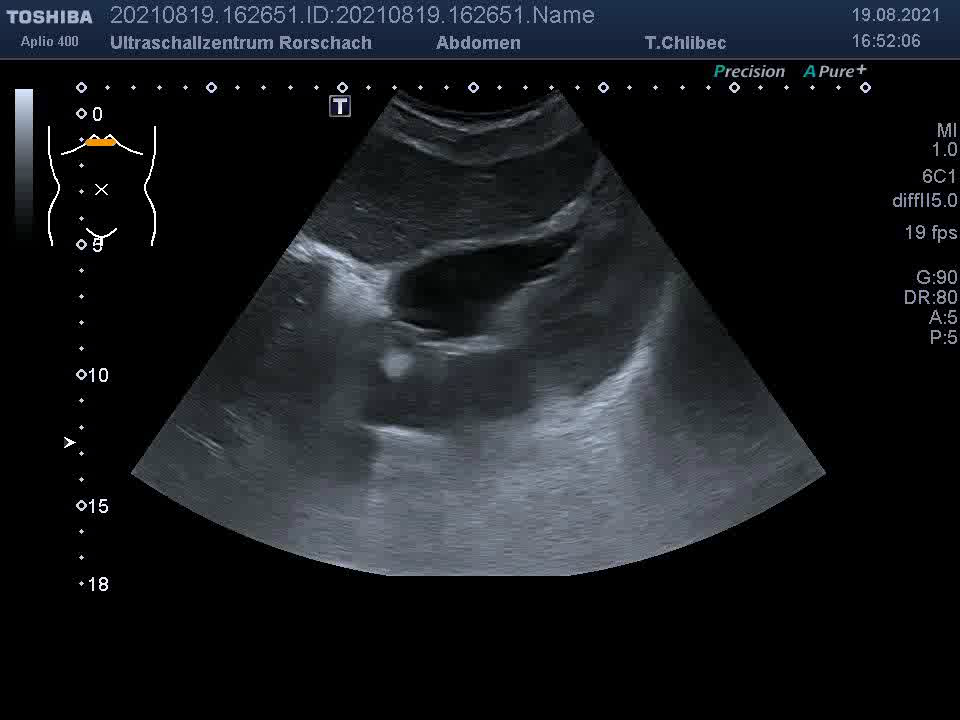 TOSHIBA 20210819.162651.ID:20210819.162651.Name 19.08.2021
Aplio 400 Ultraschallzentrum Rorschach Abdomen T.Chlibec 16:52:06
Precision APure+
T
0
5
10
15
18
MI
1.0
6C1
diffII5.0
19 fps
G:90
DR:80
A:5
P:5